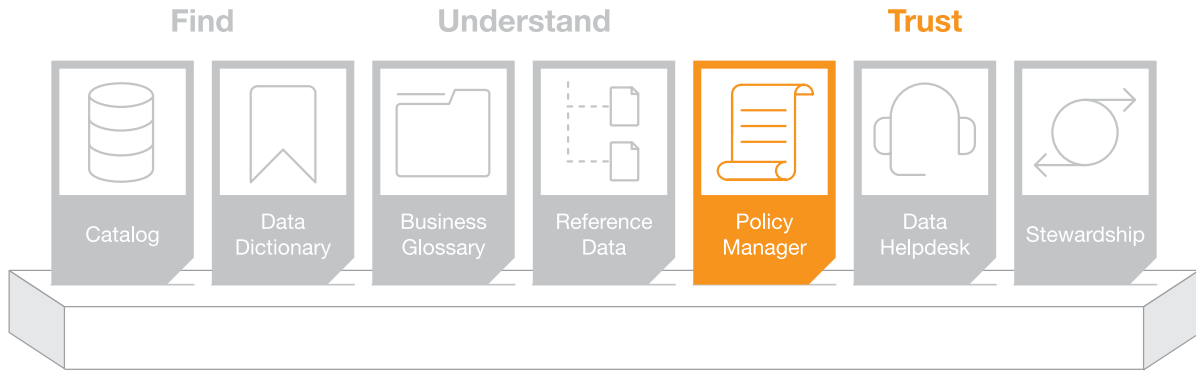 Find
Understand
Trust
Catalog
Data
Dictionary
Business
Glossary
Reference
Data
Policy
Manager
Data
Helpdesk
Stewardship